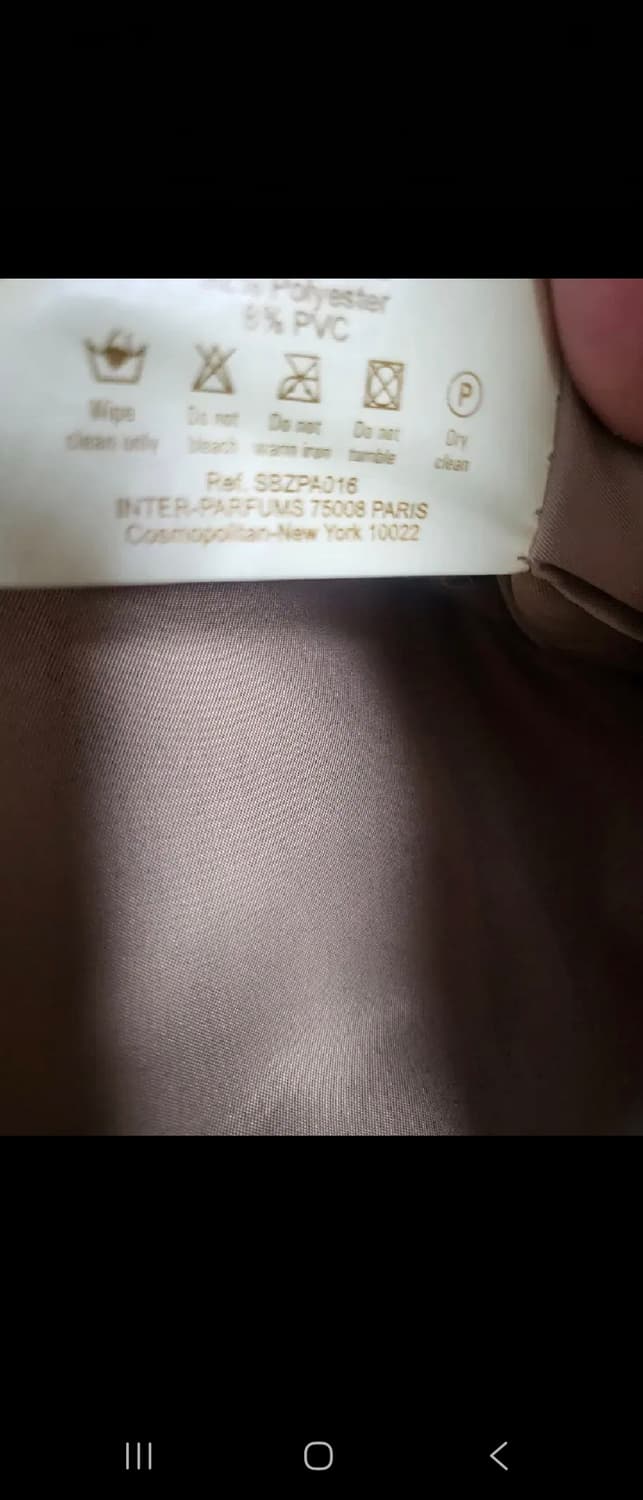 Polyester
8% PVC
P
Wipe clean only
Do not bleach
Do not warm iron
Do not tumble
Dry clean
Ref. SBZPA016
INTER-PARFUMS 75008 PARIS
Cosmopolitan-New York 10022